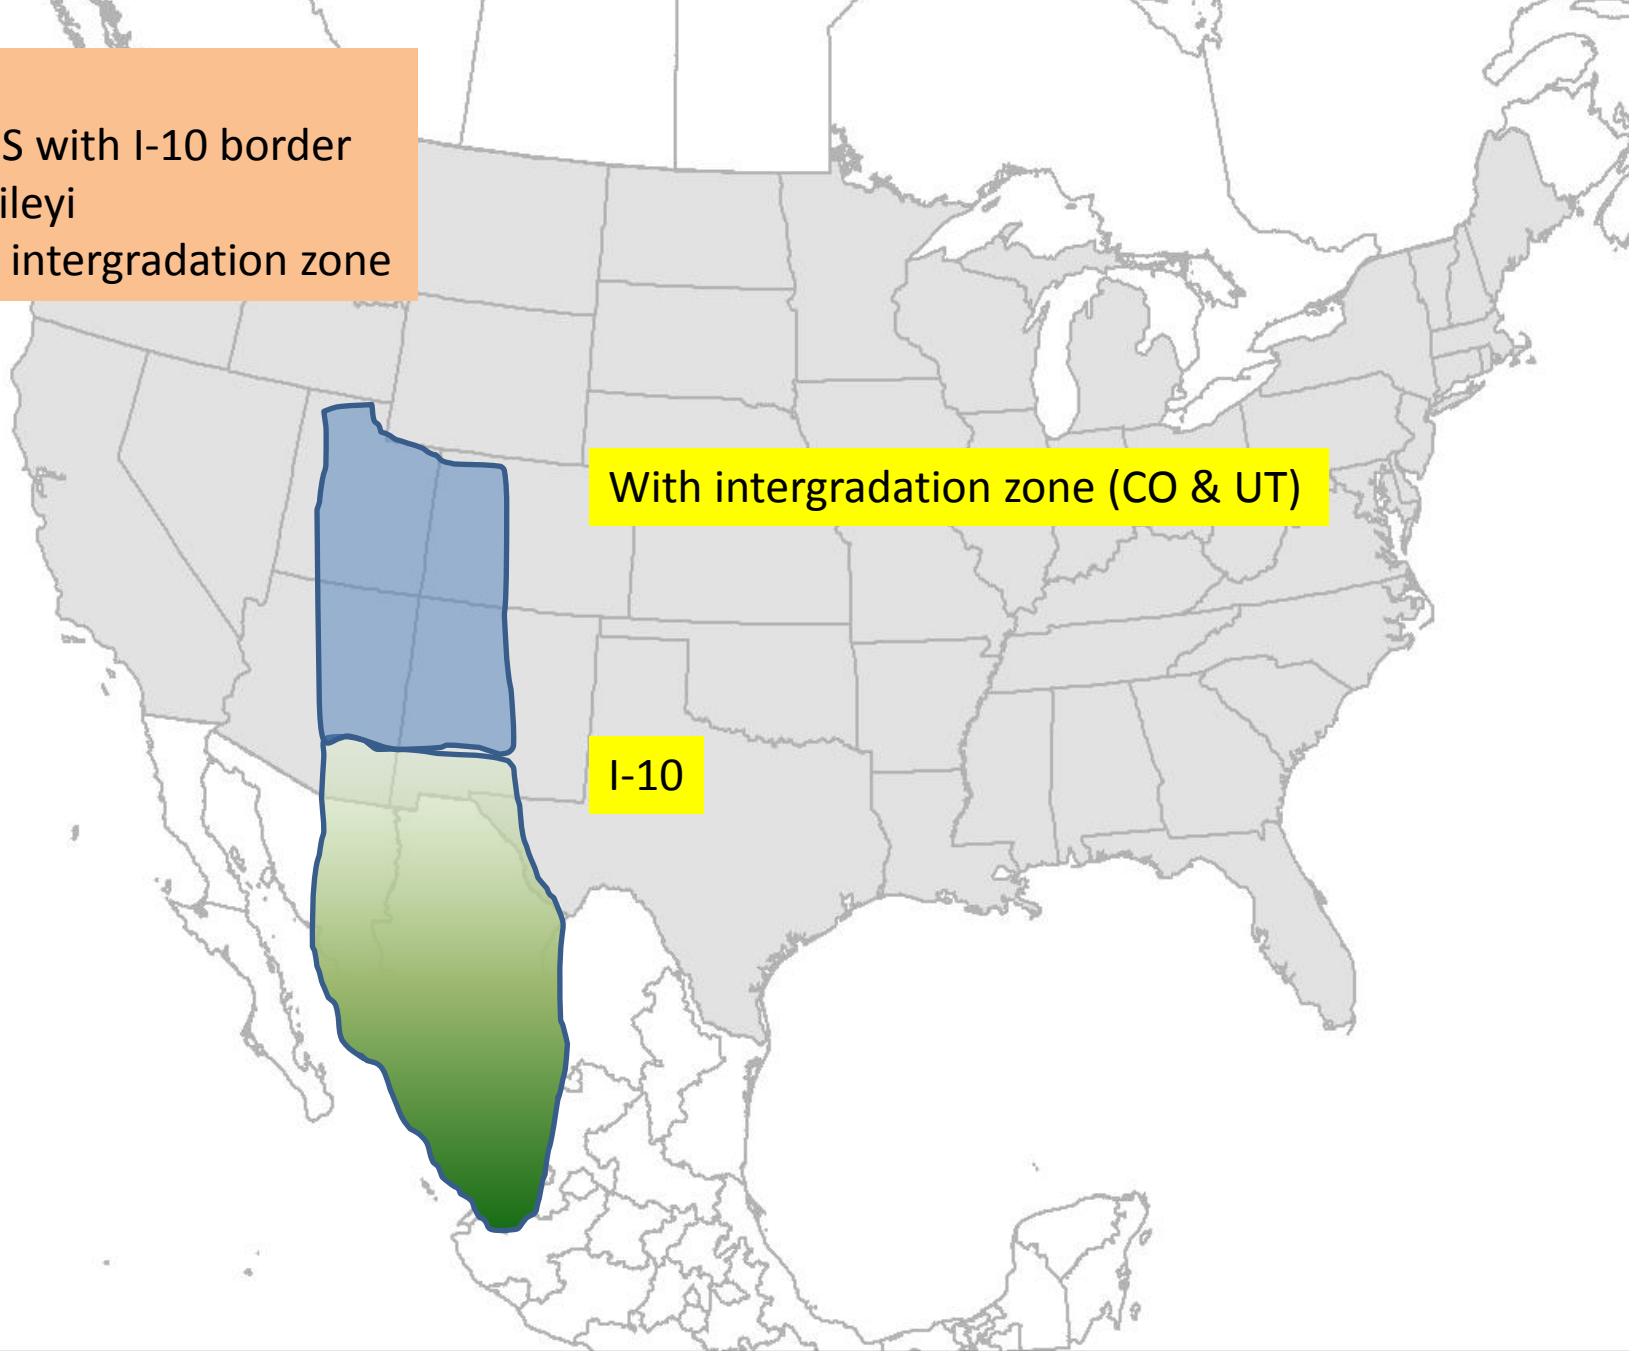 S with I-10 border
ileyi
intergradation zone
With intergradation zone (CO & UT)
I-10